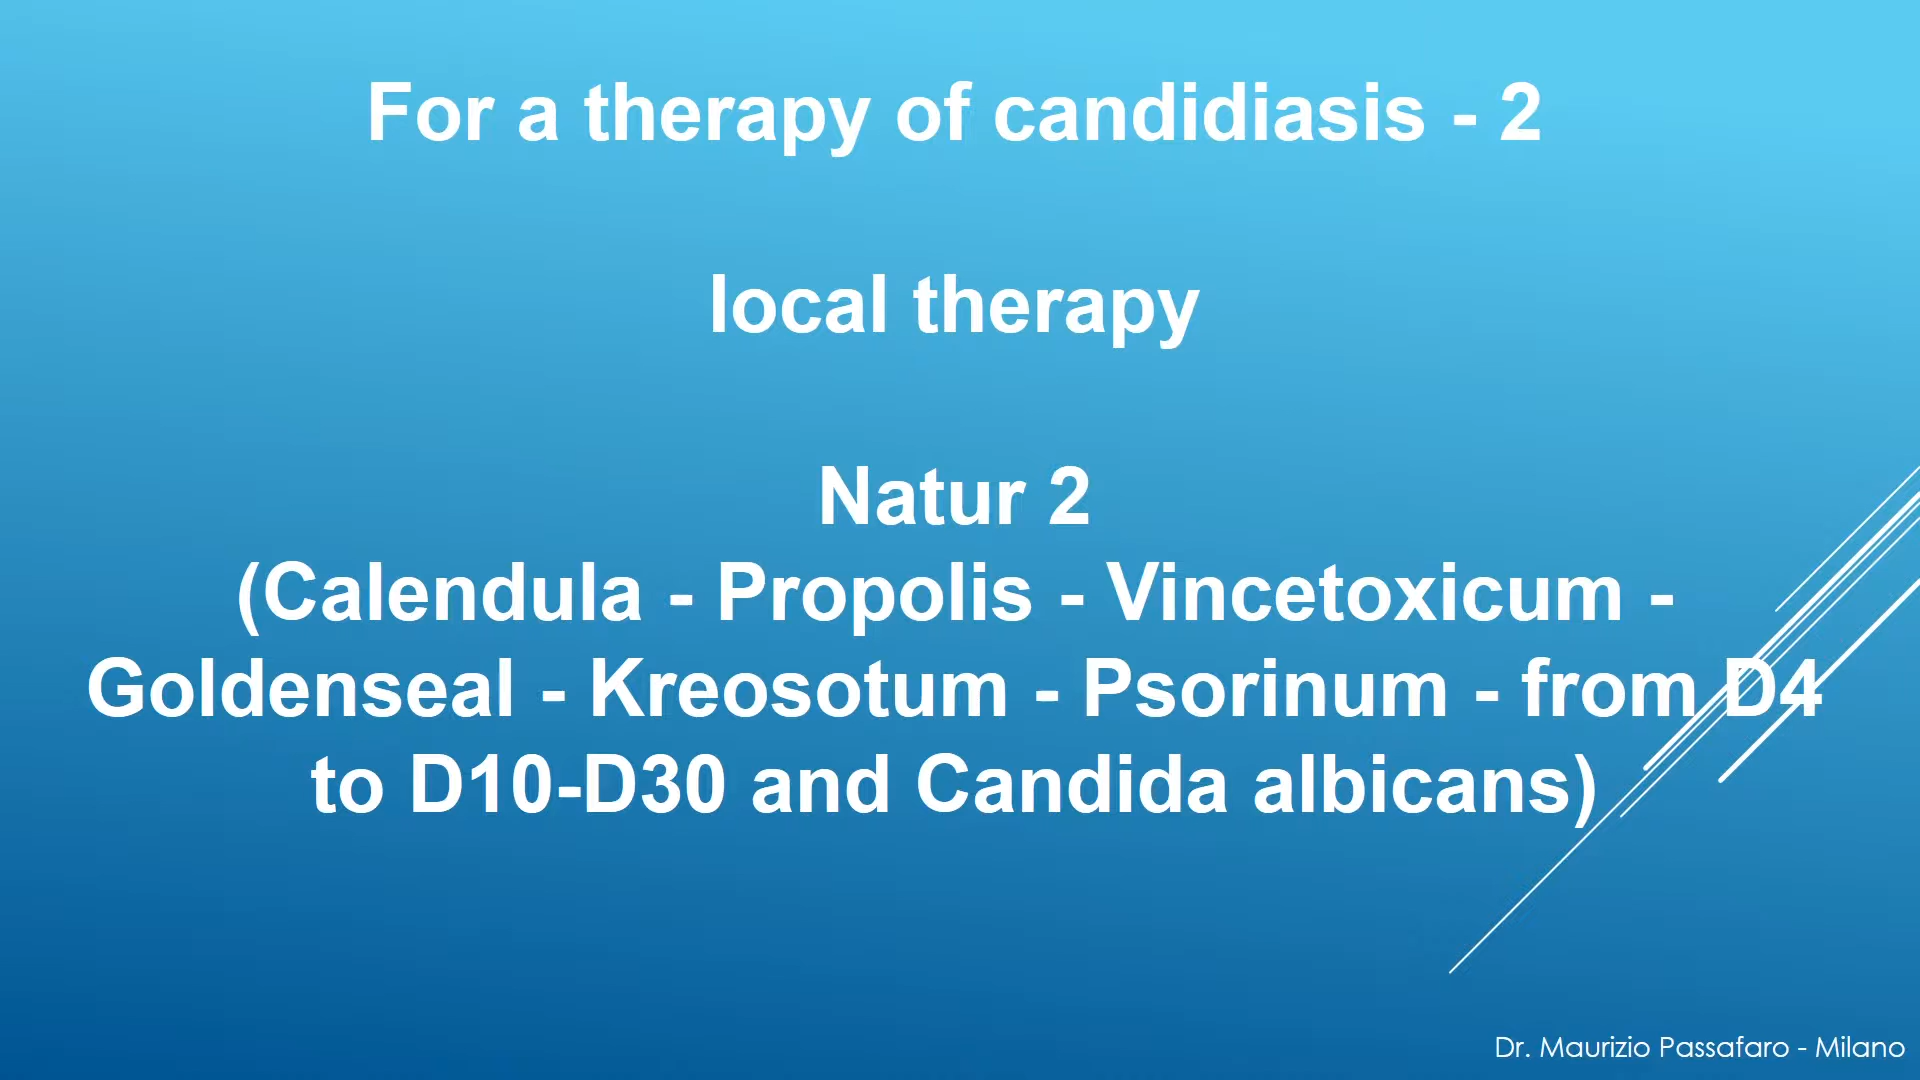 For a therapy of candidiasis - 2
local therapy
Natur 2
(Calendula - Propolis - Vincetoxicum -
Goldenseal - Kreosotum - Psorinum - from D4
to D10-D30 and Candida albicans)
Dr. Maurizio Passafaro - Milano